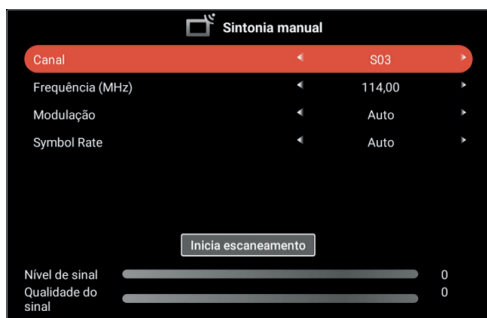 Sintonia manual
Canal S03
Frequência (MHz) 114,00
Modulação Auto
Symbol Rate Auto
Inicia escaneamento
Nível de sinal 0
Qualidade do 0
sinal